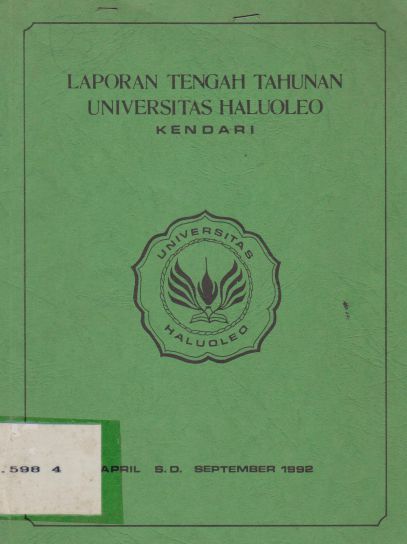 LAPORAN TENGAH TAHUNAN
UNIVERSITAS HALUOLEO
KENDARI
UNIVERSITAS
HALUOLEO
.598 4
APRIL S.D. SEPTEMBER 1992